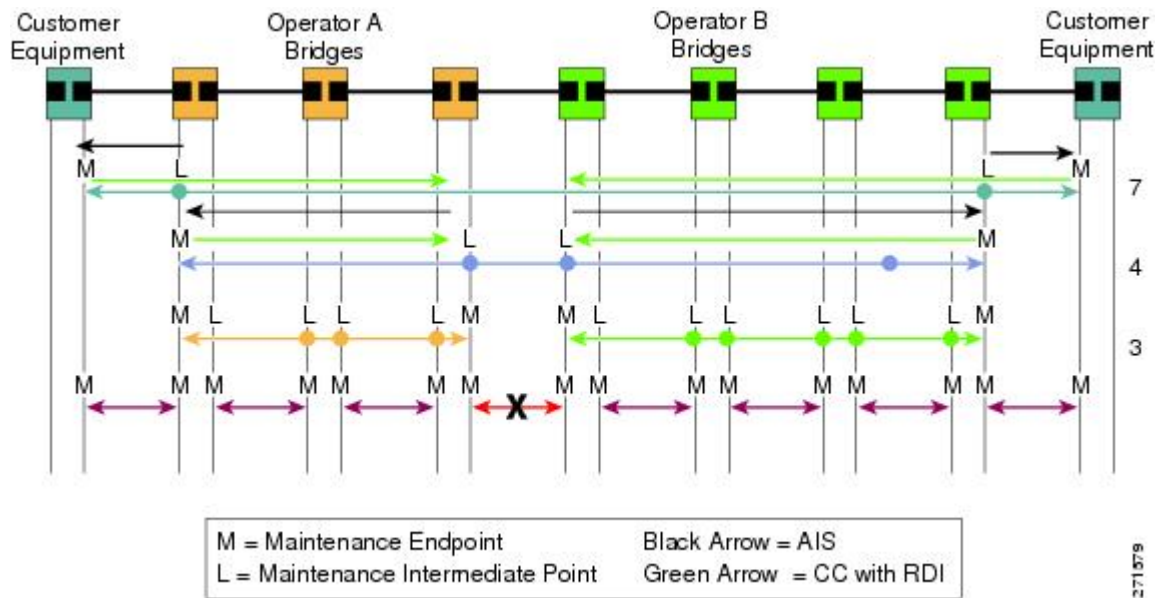 Customer Equipment
Operator A Bridges
Operator B Bridges
Customer Equipment
M L L M
7
M L L M
4
M L L L L M M L L L L L L M
3
M M M M M M M M M M M M M M M M
X
M = Maintenance Endpoint
Black Arrow = AIS
L = Maintenance Intermediate Point
Green Arrow = CC with RDI
271579